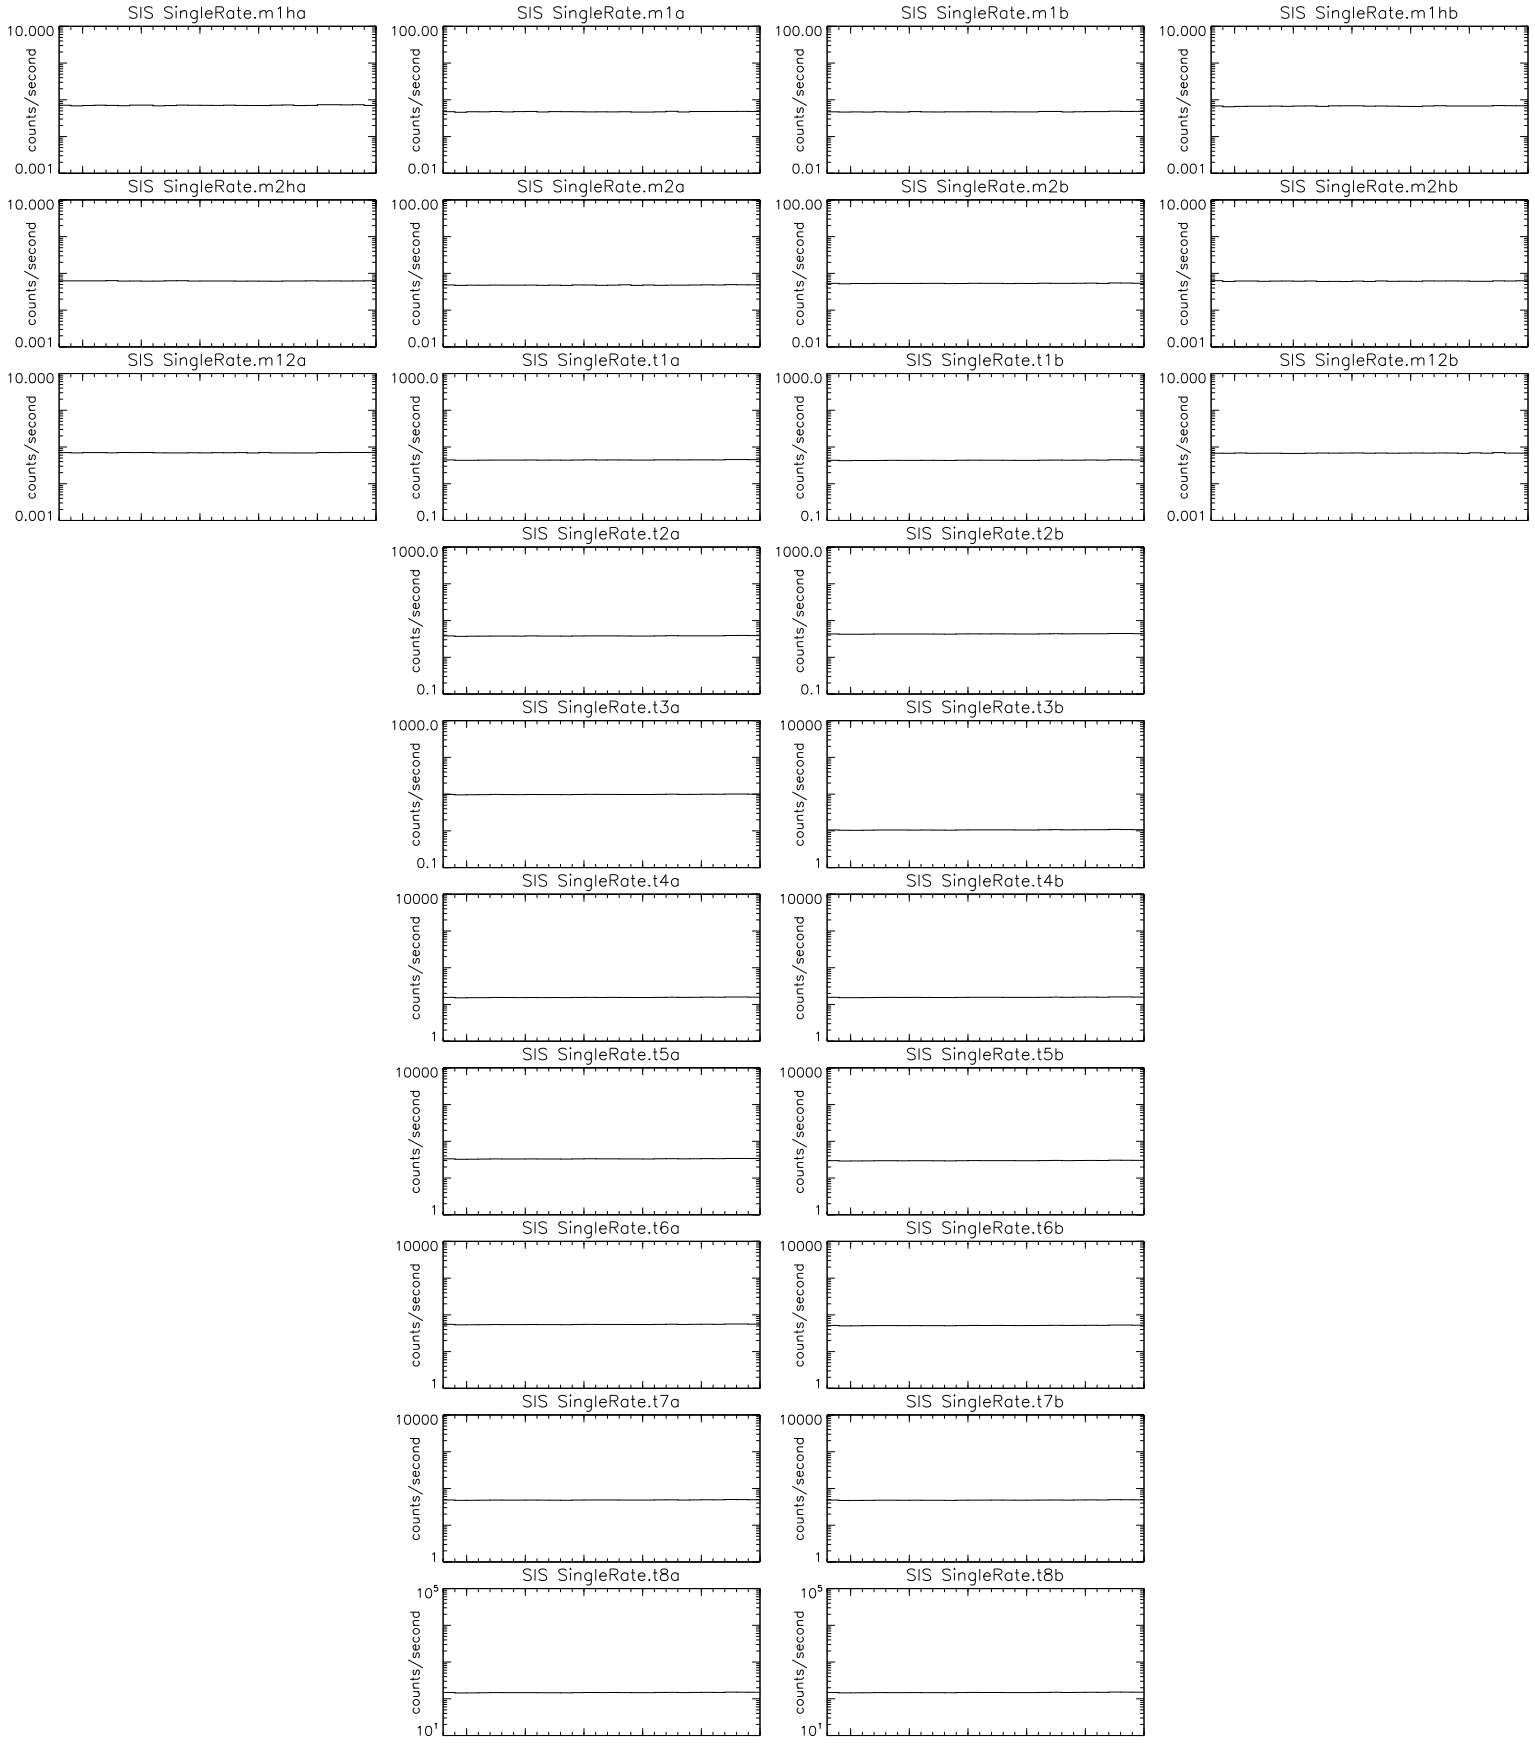 SIS SingleRate.m1ha
10.000
counts/second
0.001
SIS SingleRate.m1a
100.00
counts/second
0.01
SIS SingleRate.m1b
100.00
counts/second
0.01
SIS SingleRate.m1hb
10.000
counts/second
0.001
SIS SingleRate.m2ha
10.000
counts/second
0.001
SIS SingleRate.m2a
100.00
counts/second
0.01
SIS SingleRate.m2b
100.00
counts/second
0.01
SIS SingleRate.m2hb
10.000
counts/second
0.001
SIS SingleRate.m12a
10.000
counts/second
0.001
SIS SingleRate.t1a
1000.0
counts/second
0.1
SIS SingleRate.t1b
1000.0
counts/second
0.1
SIS SingleRate.m12b
10.000
counts/second
0.001
SIS SingleRate.t2a
1000.0
counts/second
0.1
SIS SingleRate.t2b
1000.0
counts/second
0.1
SIS SingleRate.t3a
1000.0
counts/second
0.1
SIS SingleRate.t3b
10000
counts/second
1
SIS SingleRate.t4a
10000
counts/second
1
SIS SingleRate.t4b
10000
counts/second
1
SIS SingleRate.t5a
10000
counts/second
1
SIS SingleRate.t5b
10000
counts/second
1
SIS SingleRate.t6a
10000
counts/second
1
SIS SingleRate.t6b
10000
counts/second
1
SIS SingleRate.t7a
10000
counts/second
1
SIS SingleRate.t7b
10000
counts/second
1
SIS SingleRate.t8a
10⁵
counts/second
10¹
SIS SingleRate.t8b
10⁵
counts/second
10¹